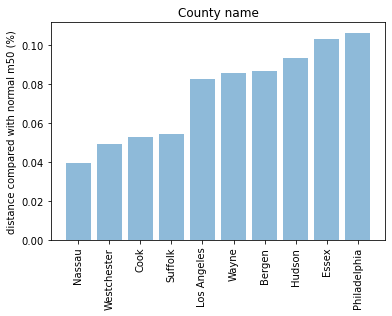 County name
distance compared with normal m50 (%)
0.10
0.08
0.06
0.04
0.02
0.00
Nassau
Westchester
Cook
Suffolk
Los Angeles
Wayne
Bergen
Hudson
Essex
Philadelphia